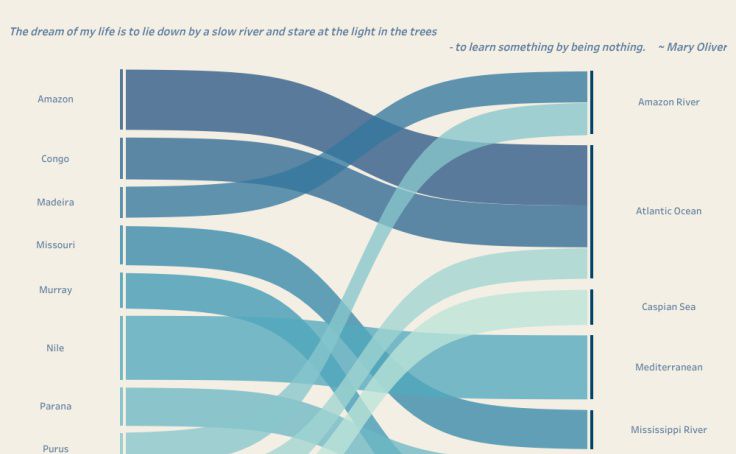 The dream of my life is to lie down by a slow river and stare at the light in the trees
- to learn something by being nothing.    ~ Mary Oliver
Amazon
Congo
Madeira
Missouri
Murray
Nile
Parana
Purus
Amazon River
Atlantic Ocean
Caspian Sea
Mediterranean
Mississippi River